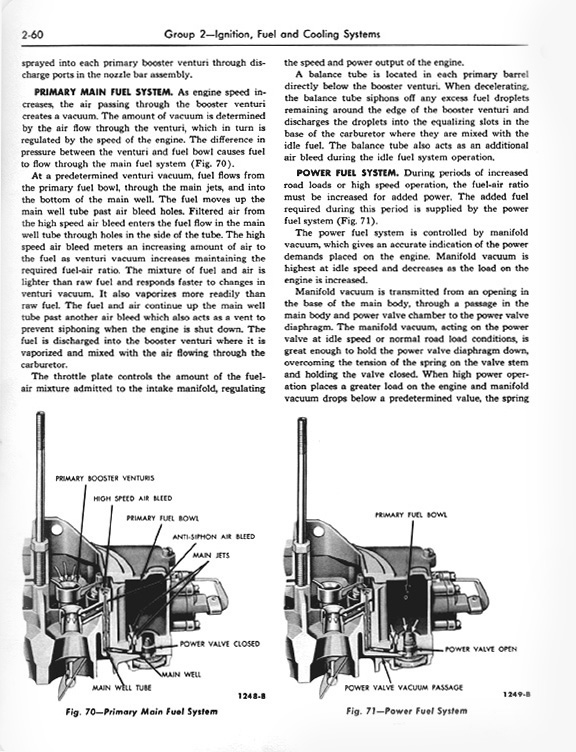 2-60
Group 2—Ignition, Fuel and Cooling Systems
sprayed into each primary booster venturi through dis-
charge ports in the nozzle bar assembly.
PRIMARY MAIN FUEL SYSTEM. As engine speed in-
creases, the air passing through the booster venturi
creates a vacuum. The amount of vacuum is determined
by the air flow through the venturi, which in turn is
regulated by the speed of the engine. The difference in
pressure between the venturi and fuel bowl causes fuel
to flow through the main fuel system (Fig. 70).
At a predetermined venturi vacuum, fuel flows from
the primary fuel bowl, through the main jets, and into
the bottom of the main well. The fuel moves up the
main well tube past air bleed holes. Filtered air from
the high speed air bleed enters the fuel flow in the main
well tube through holes in the side of the tube. The high
speed air bleed meters an increasing amount of air to
the fuel as venturi vacuum increases maintaining the
required fuel-air ratio. The mixture of fuel and air is
lighter than raw fuel and responds faster to changes in
venturi vacuum. It also vaporizes more readily than
raw fuel. The fuel and air continue up the main well
tube past another air bleed which also acts as a vent to
prevent siphoning when the engine is shut down. The
fuel is discharged into the booster venturi where it is
vaporized and mixed with the air flowing through the
carburetor.
The throttle plate controls the amount of the fuel-
air mixture admitted to the intake manifold, regulating
the speed and power output of the engine.
A balance tube is located in each primary barrel
directly below the booster venturi. When decelerating,
the balance tube siphons off any excess fuel droplets
remaining around the edge of the booster venturi and
discharges the droplets into the equalizing slots in the
base of the carburetor where they are mixed with the
idle fuel. The balance tube also acts as an additional
air bleed during the idle fuel system operation.
POWER FUEL SYSTEM. During periods of increased
road loads or high speed operation, the fuel-air ratio
must be increased for added power. The added fuel
required during this period is supplied by the power
fuel system (Fig. 71).
The power fuel system is controlled by manifold
vacuum, which gives an accurate indication of the power
demands placed on the engine. Manifold vacuum is
highest at idle speed and decreases as the load on the
engine is increased.
Manifold vacuum is transmitted from an opening in
the base of the main body, through a passage in the
main body and power valve chamber to the power valve
diaphragm. The manifold vacuum, acting on the power
valve at idle speed or normal road load conditions, is
great enough to hold the power valve diaphragm down,
overcoming the tension of the spring on the valve stem
and holding the valve closed. When high power oper-
ation places a greater load on the engine and manifold
vacuum drops below a predetermined value, the spring
PRIMARY BOOSTER VENTURIS
HIGH SPEED AIR BLEED
PRIMARY FUEL BOWL
ANTI-SIPHON AIR BLEED
MAIN JETS
POWER VALVE CLOSED
MAIN WELL
MAIN WELL TUBE
1248-B
Fig. 70—Primary Main Fuel System
PRIMARY FUEL BOWL
POWER VALVE OPEN
POWER VALVE VACUUM PASSAGE
1249-B
Fig. 71—Power Fuel System